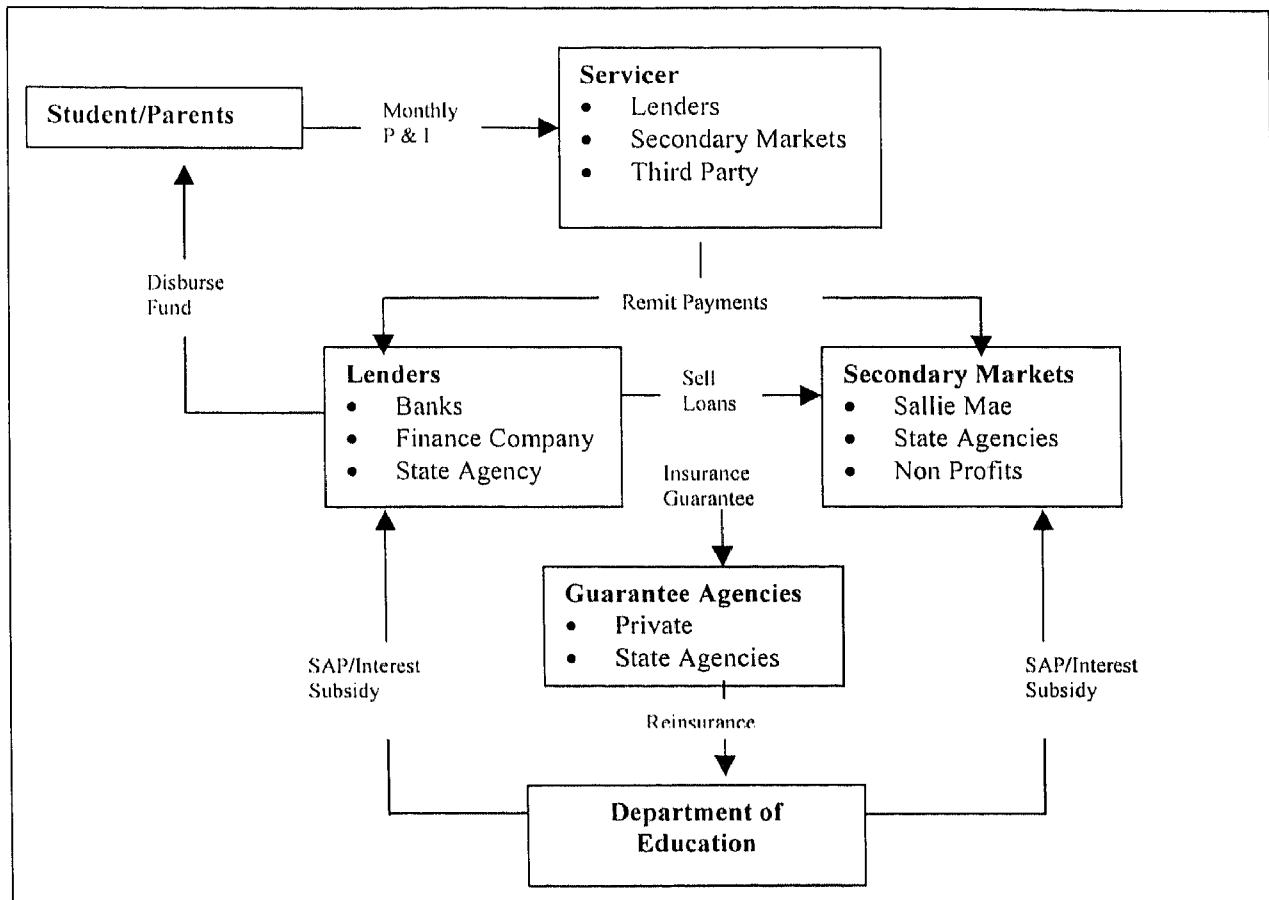 Student/Parents
Monthly
P & I
Servicer
• Lenders
• Secondary Markets
• Third Party
Disburse
Fund
Remit Payments
Lenders
• Banks
• Finance Company
• State Agency
Sell
Loans
Secondary Markets
• Sallie Mae
• State Agencies
• Non Profits
Insurance
Guarantee
Guarantee Agencies
• Private
• State Agencies
SAP/Interest
Subsidy
SAP/Interest
Subsidy
Reinsurance
Department of
Education